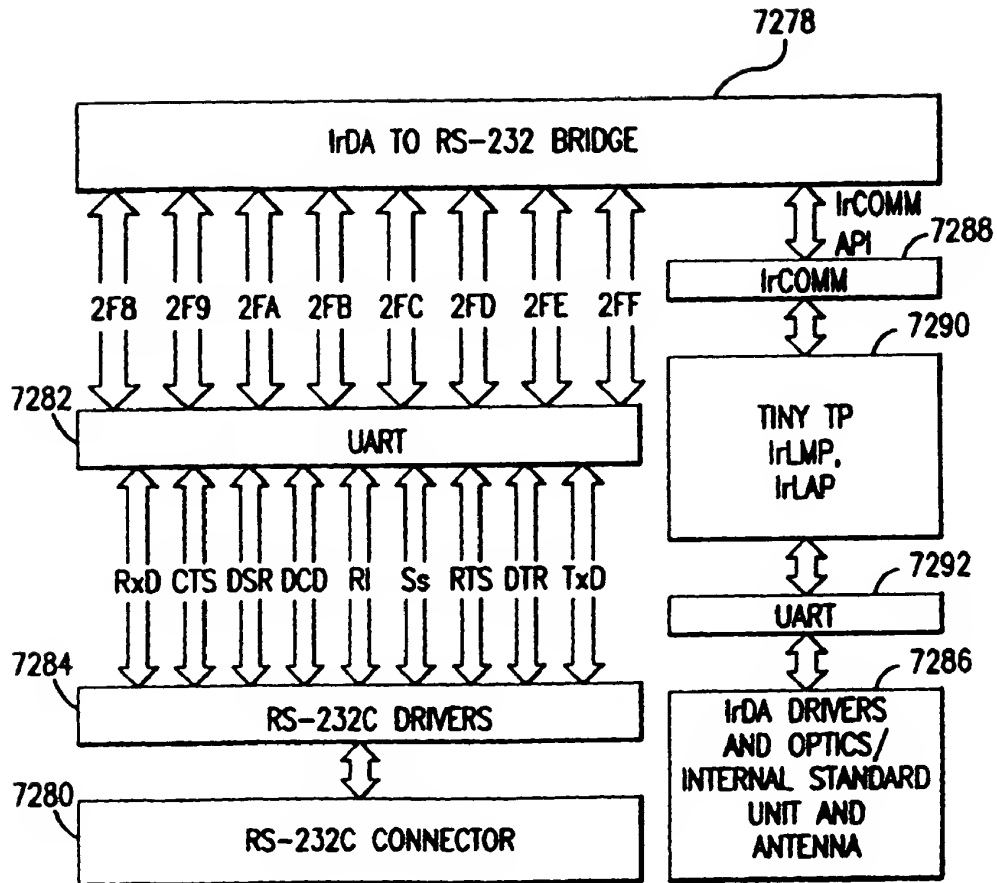 7278
IrDA TO RS-232 BRIDGE
IrCOMM
API
7288
IrCOMM
2F8 2F9 2FA 2FB 2FC 2FD 2FE 2FF
7290
TINY TP
IrLMP,
IrLAP
7282
UART
RxD CTS DSR DCD RI Ss RTS DTR TxD
7292
UART
7284
RS-232C DRIVERS
7286
IrDA DRIVERS
AND OPTICS/
INTERNAL STANDARD
UNIT AND
ANTENNA
7280
RS-232C CONNECTOR